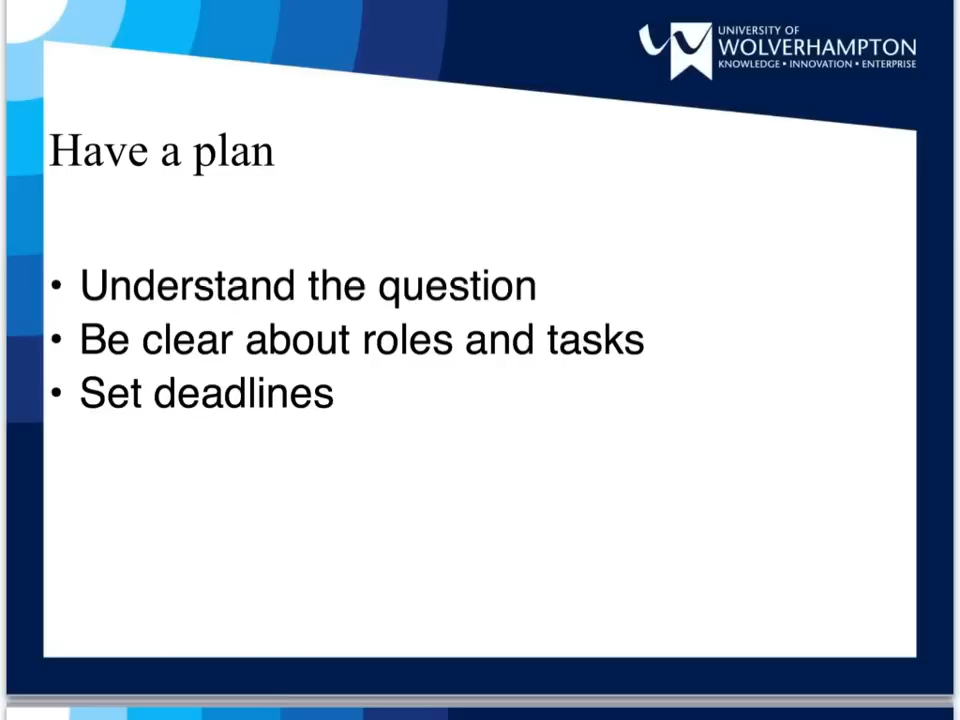 UNIVERSITY OF
WOLVERHAMPTON
KNOWLEDGE • INNOVATION • ENTERPRISE
Have a plan
• Understand the question
• Be clear about roles and tasks
• Set deadlines